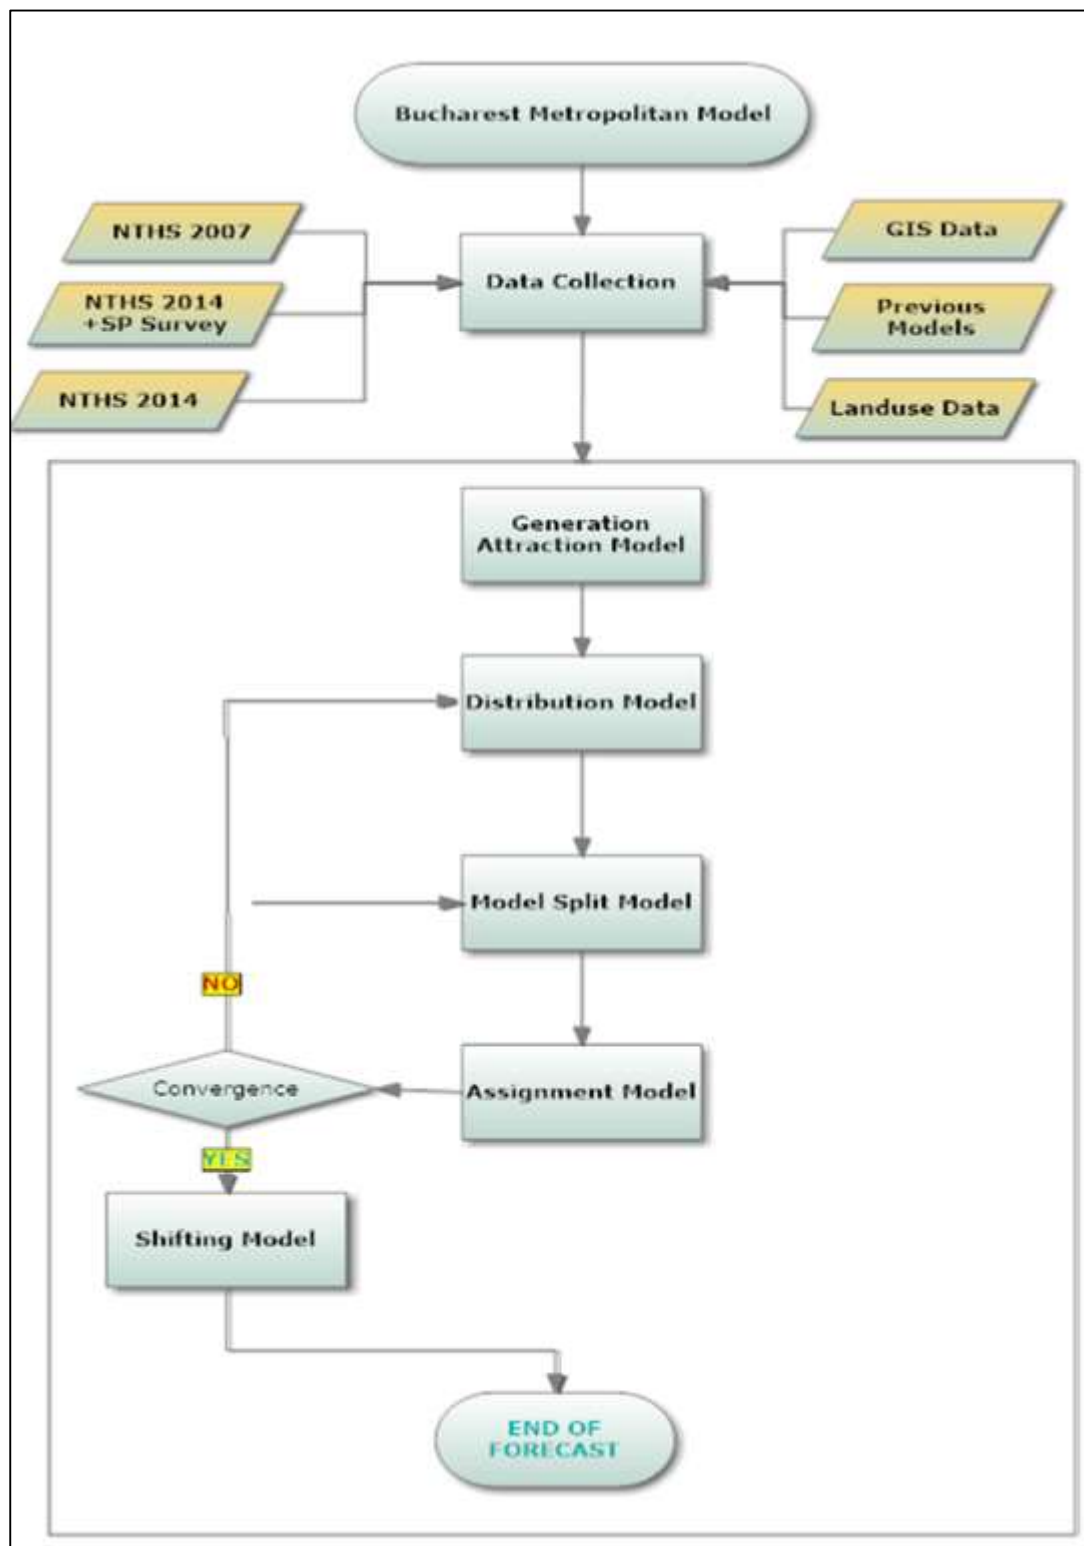 Bucharest Metropolitan Model
NTHS 2007
GIS Data
Data Collection
NTHS 2014
+SP Survey
Previous
Models
NTHS 2014
Landuse Data
Generation
Attraction Model
Distribution Model
Model Split Model
NO
Convergence
Assignment Model
YES
Shifting Model
END OF
FORECAST